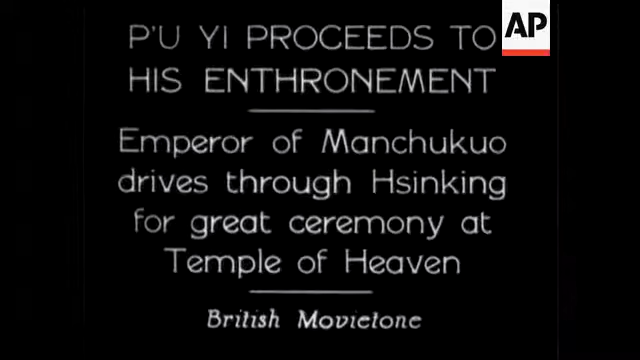 AP
P'U YI PROCEEDS TO
HIS ENTHRONEMENT
Emperor of Manchukuo
drives through Hsinking
for great ceremony at
Temple of Heaven
British Movietone